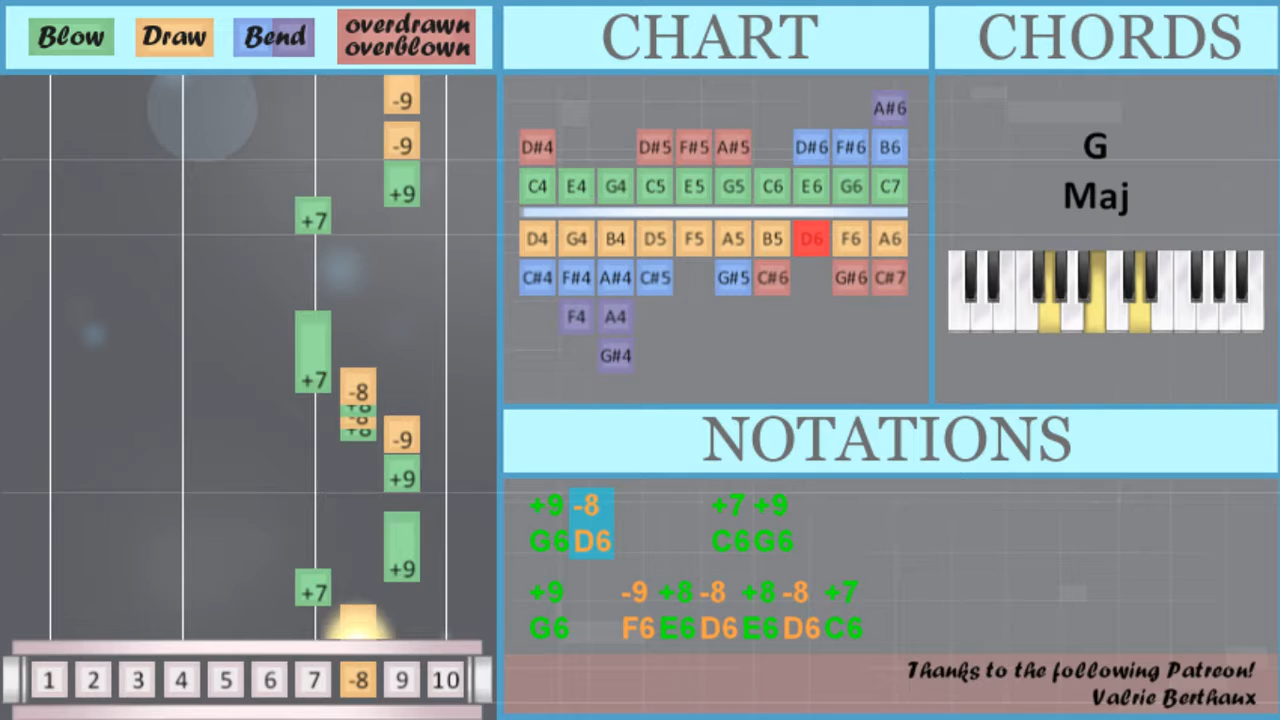 Blow Draw Bend overdrawn
overblown
CHART
CHORDS
-9
-9
+9
+7
+7
-8
+8
-8
+8
-9
+9
+9
+7
1 2 3 4 5 6 7 -8 9 10
A#6
D#4 D#5 F#5 A#5 D#6 F#6 B6
C4 E4 G4 C5 E5 G5 C6 E6 G6 C7
D4 G4 B4 D5 F5 A5 B5 D6 F6 A6
C#4 F#4 A#4 C#5 G#5 C#6 G#6 C#7
F4 A4
G#4
G
Maj
NOTATIONS
+9 -8 +7 +9
G6 D6 C6 G6
+9 -9 +8 -8 +8 -8 +7
G6 F6 E6 D6 E6 D6 C6
Thanks to the following Patreon!
Valrie Berthaux